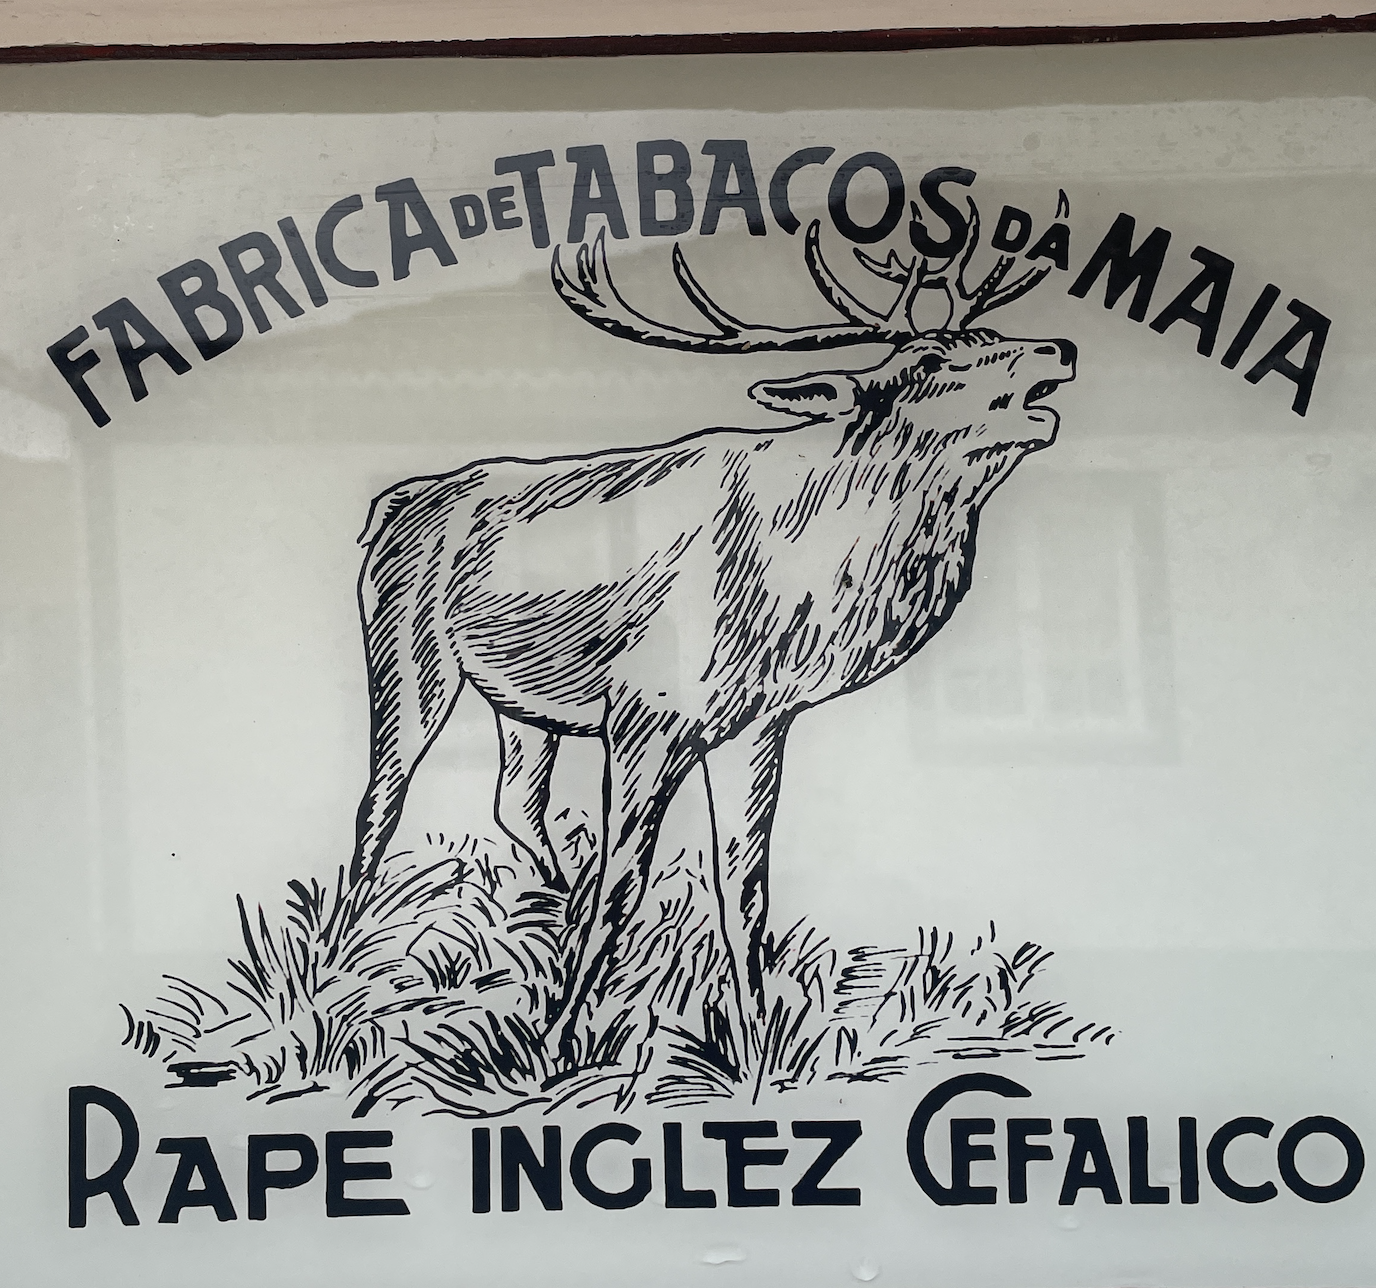 FABRICA DE TABACOS DA MAIA
RAPE INGLEZ CEFALICO